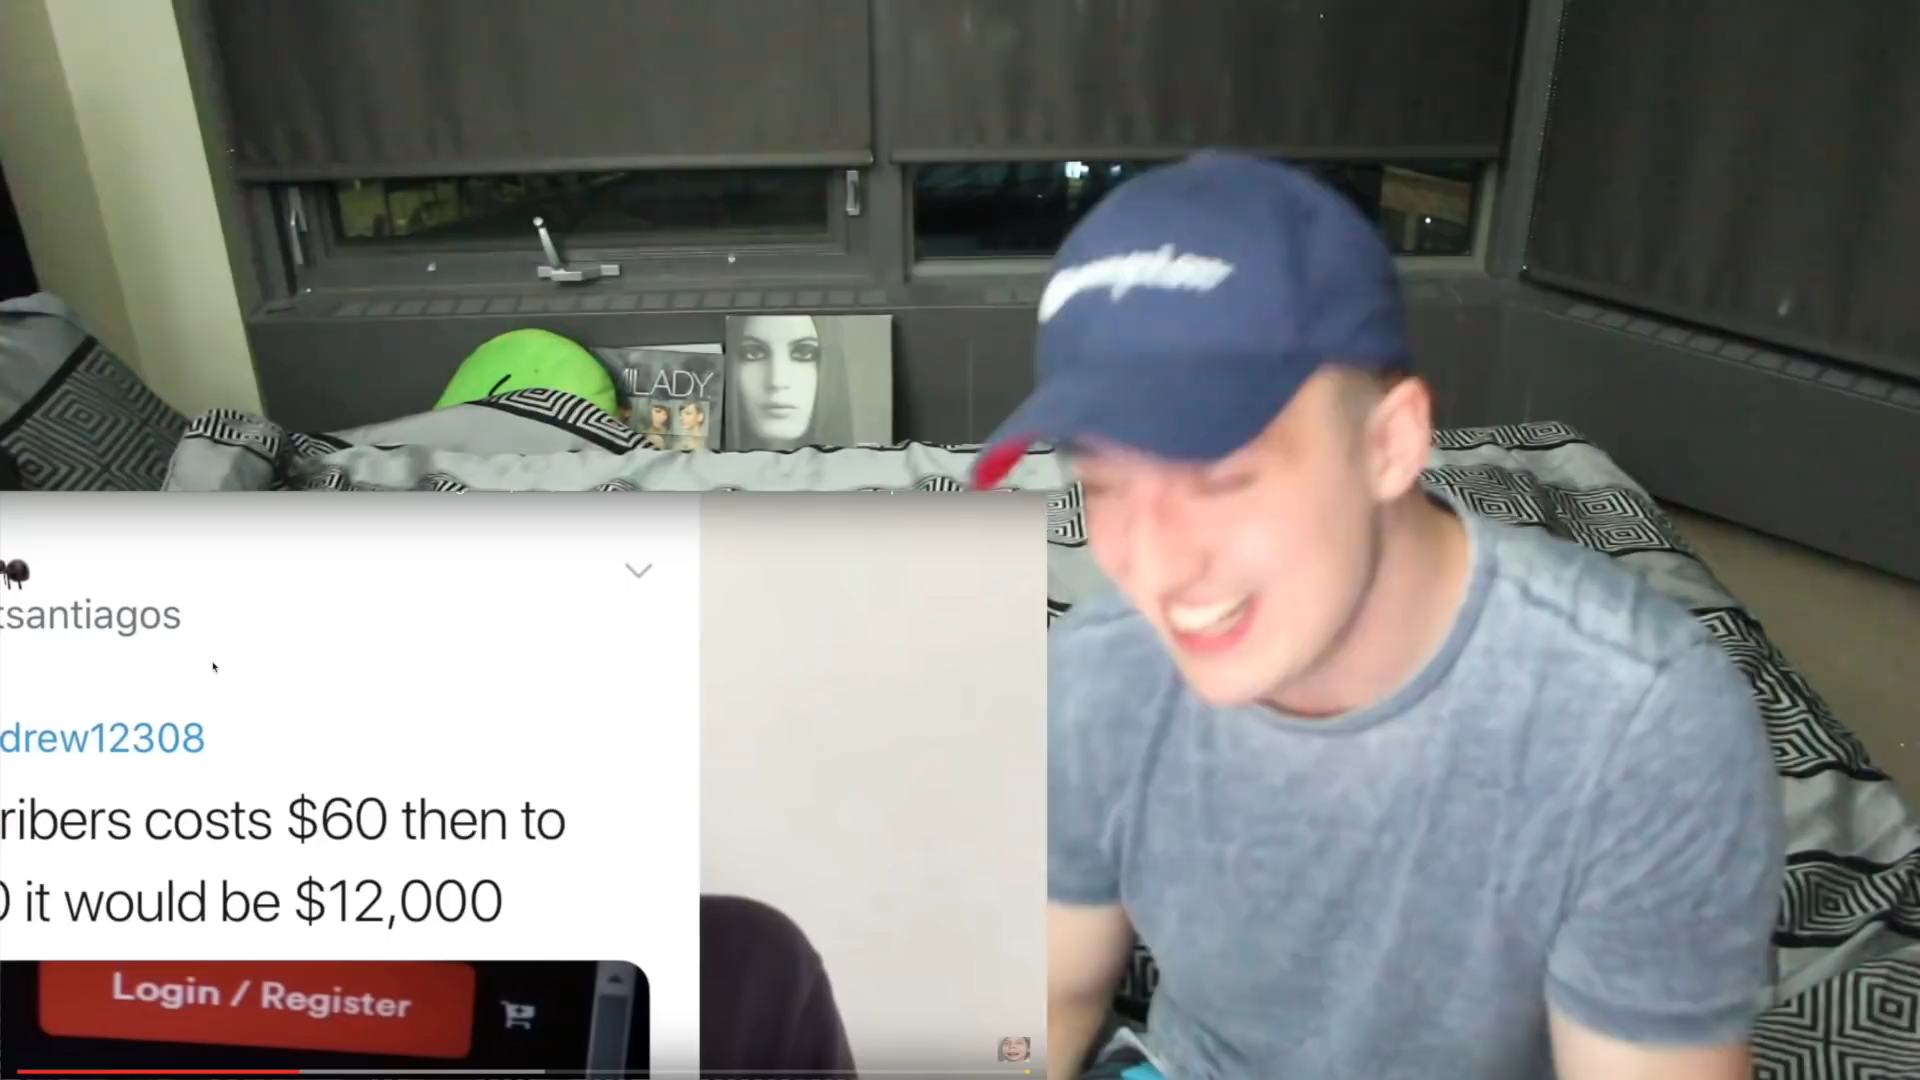 MILADY
tsantiagos
drew12308
ribers costs $60 then to
it would be $12,000
Login / Register